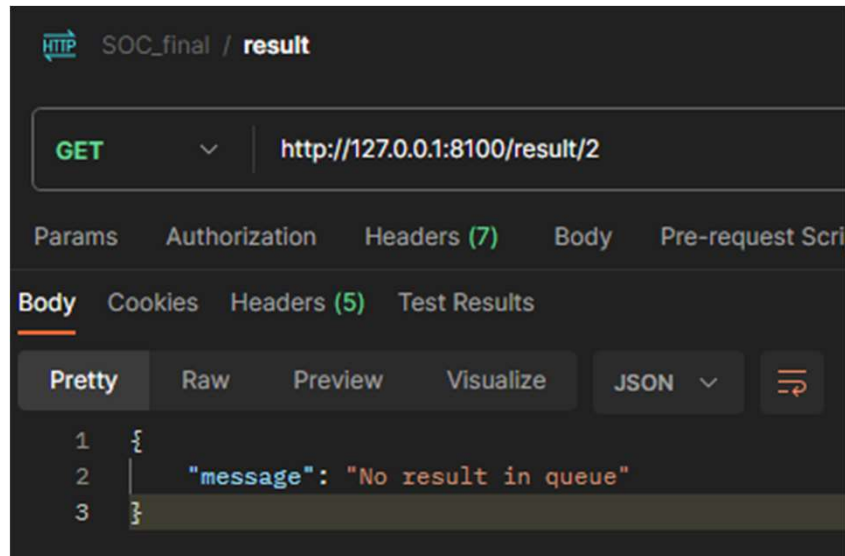 HTTP SOC_final / result
GET http://127.0.0.1:8100/result/2
Params Authorization Headers (7) Body Pre-request Scri
Body Cookies Headers (5) Test Results
Pretty Raw Preview Visualize JSON
1 {
2 "message": "No result in queue"
3 }